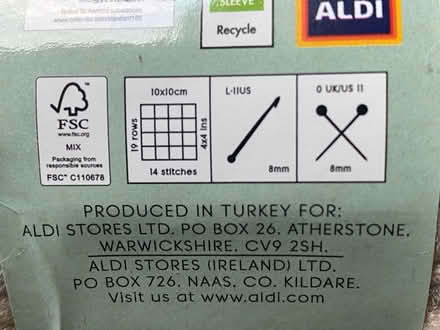 SLEEVE
Recycle
ALDI
10x10cm
19 rows
4x4 ins
14 stitches
L-11US
8mm
0 UK/US 11
8mm
FSC
www.fsc.org
MIX
Packaging from
responsible sources
FSC™ C110678
PRODUCED IN TURKEY FOR:
ALDI STORES LTD. PO BOX 26, ATHERSTONE,
WARWICKSHIRE, CV9 2SH.
ALDI STORES (IRELAND) LTD.
PO BOX 726, NAAS, CO. KILDARE.
Visit us at www.aldi.com